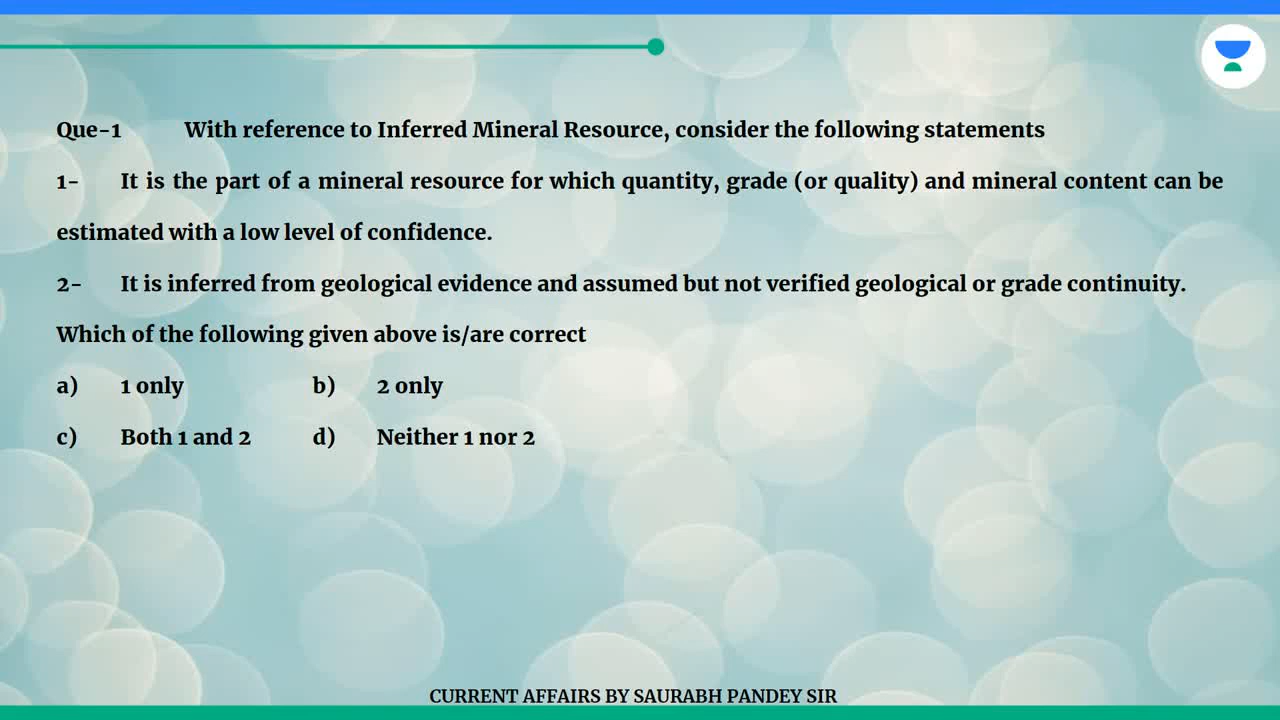 Que-1 With reference to Inferred Mineral Resource, consider the following statements
1- It is the part of a mineral resource for which quantity, grade (or quality) and mineral content can be
estimated with a low level of confidence.
2- It is inferred from geological evidence and assumed but not verified geological or grade continuity.
Which of the following given above is/are correct
a) 1 only b) 2 only
c) Both 1 and 2 d) Neither 1 nor 2
CURRENT AFFAIRS BY SAURABH PANDEY SIR